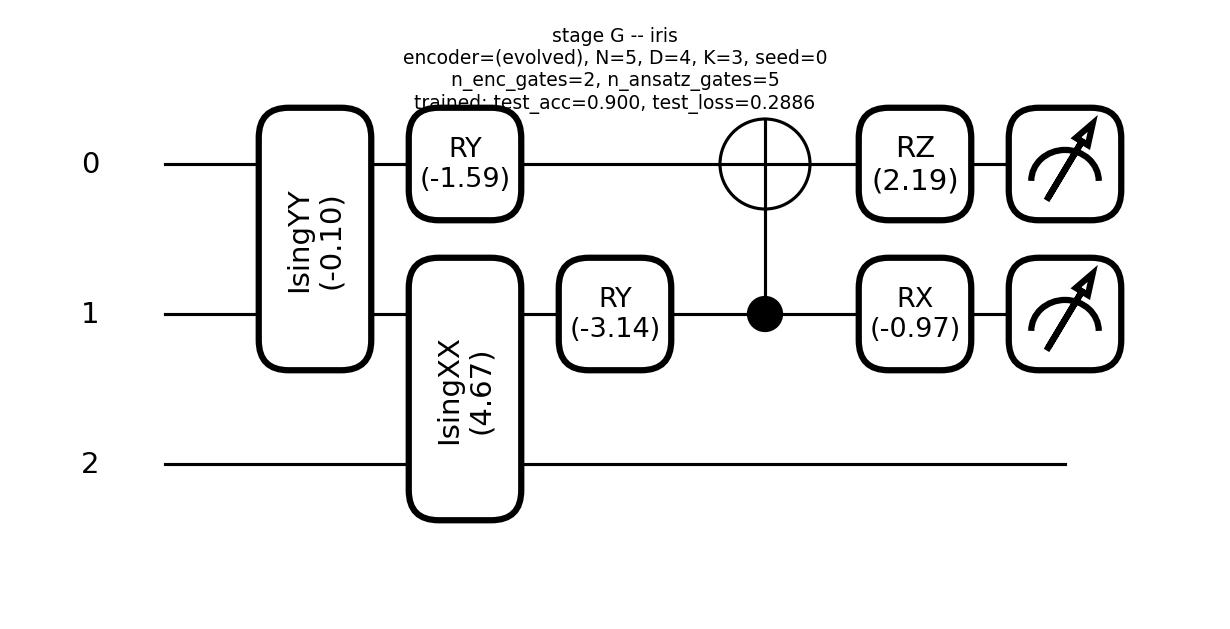 stage G -- iris
encoder=(evolved), N=5, D=4, K=3, seed=0
n_enc_gates=2, n_ansatz_gates=5
trained: test_acc=0.900, test_loss=0.2886
0
IsingYY
(-0.10)
RY
(-1.59)
RZ
(2.19)
1
IsingXX
(4.67)
RY
(-3.14)
RX
(-0.97)
2